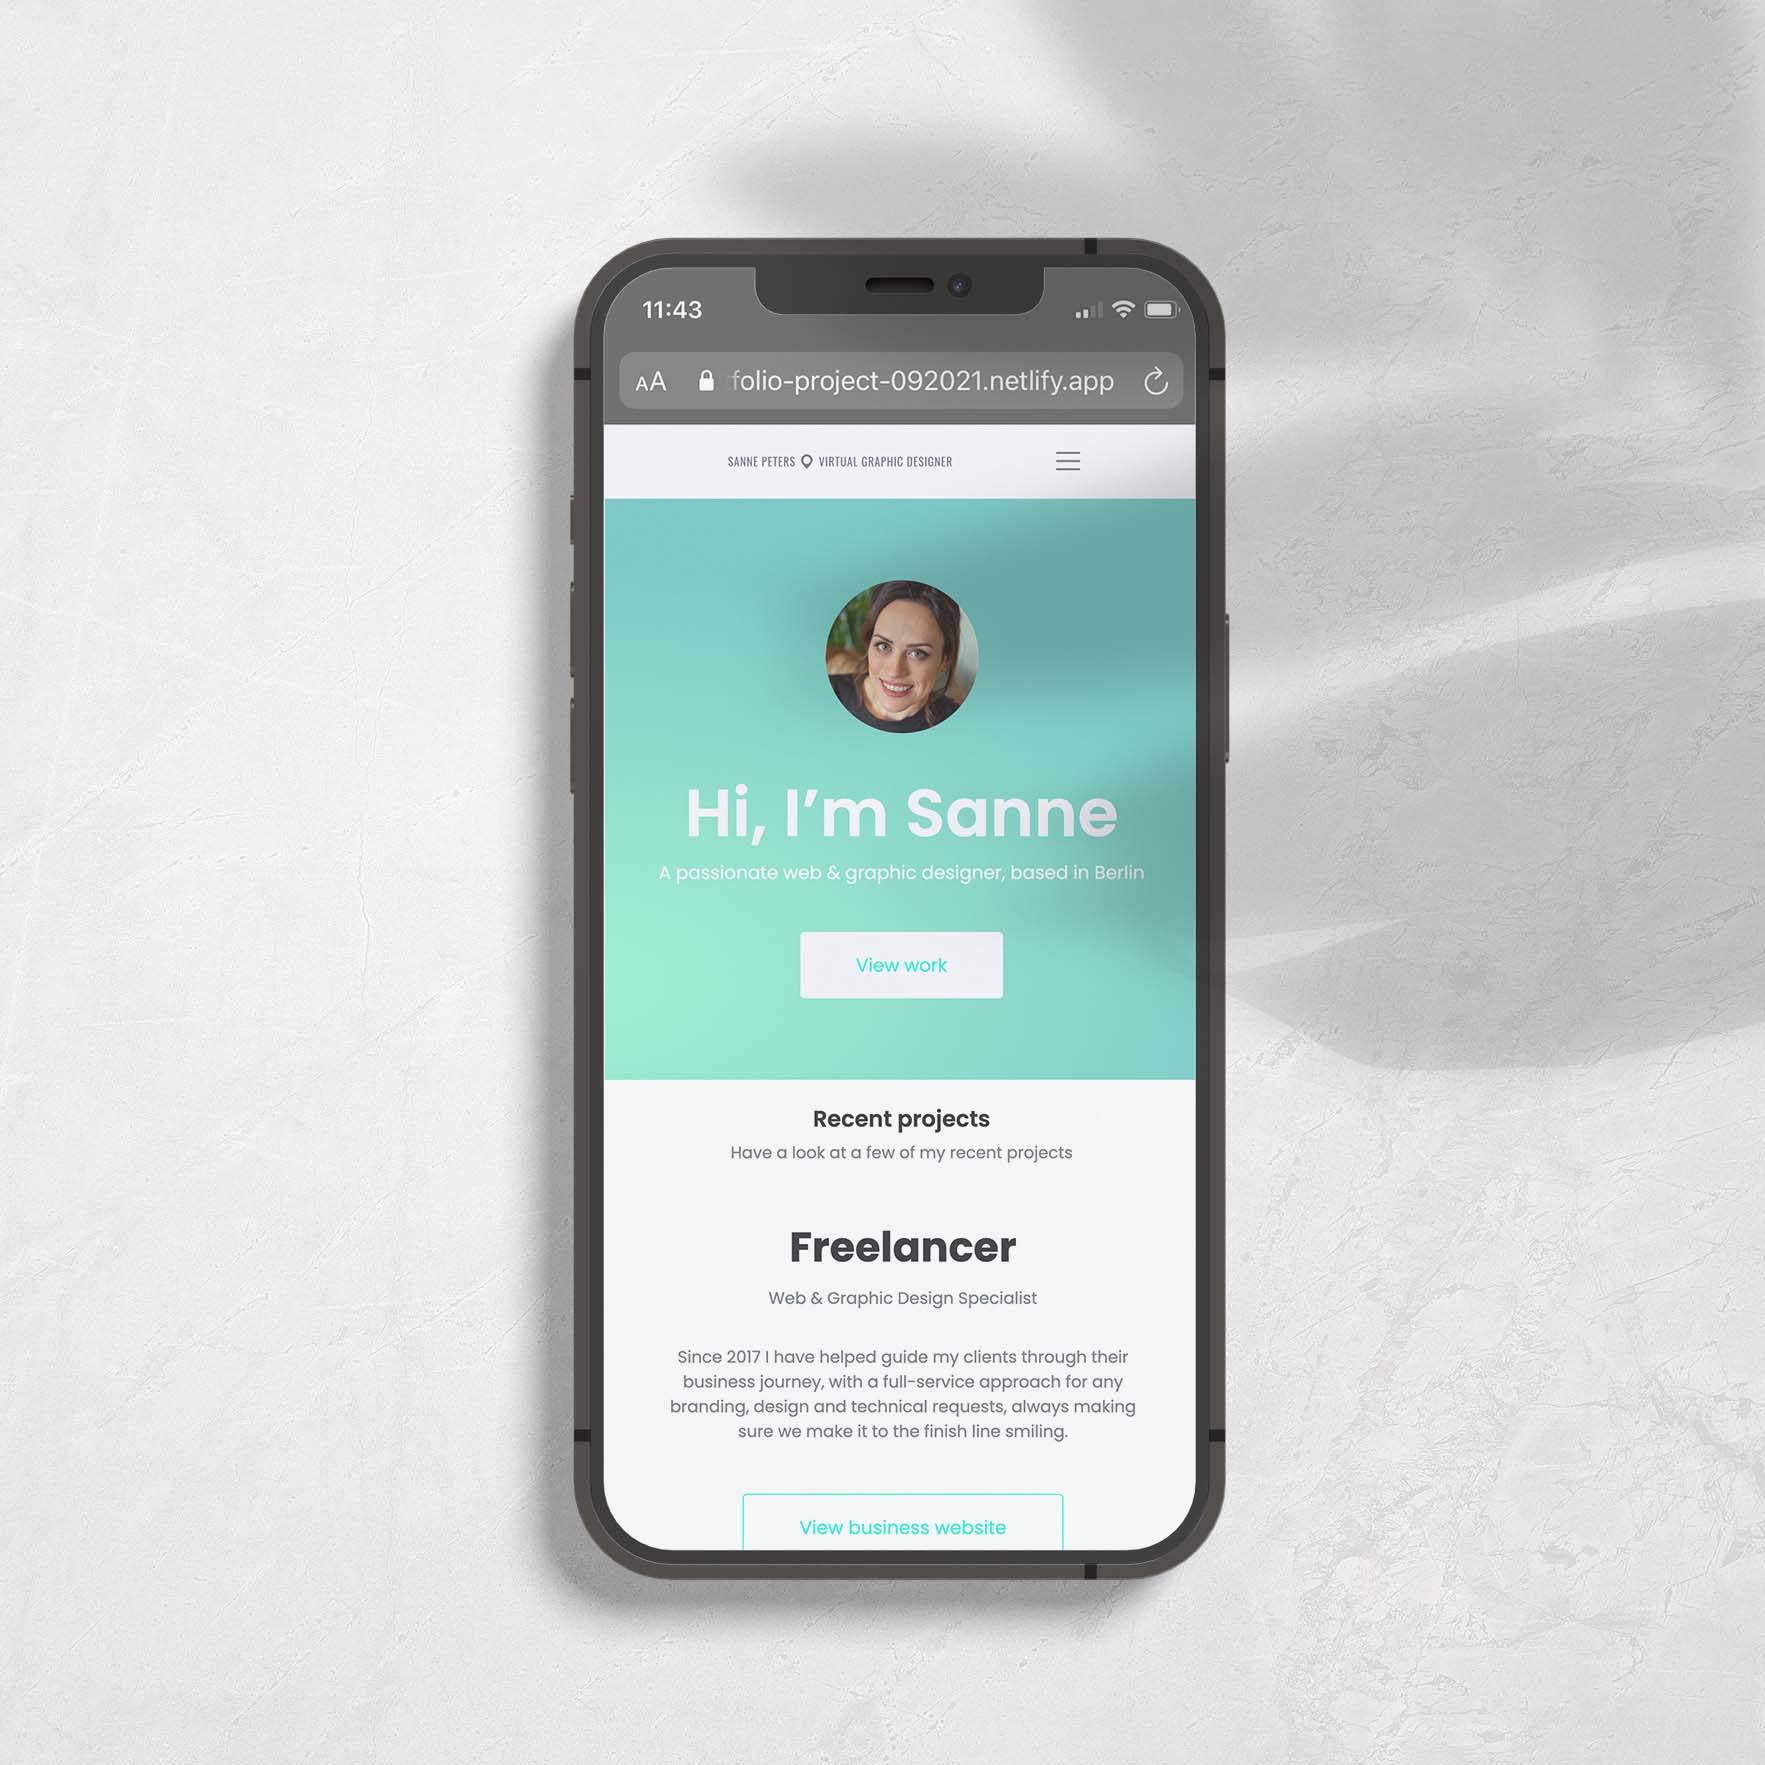 11:43
AA folio-project-092021.netlify.app
SANNE PETERS VIRTUAL GRAPHIC DESIGNER
Hi, I’m Sanne
A passionate web & graphic designer, based in Berlin
View work
Recent projects
Have a look at a few of my recent projects
Freelancer
Web & Graphic Design Specialist
Since 2017 I have helped guide my clients through their
business journey, with a full-service approach for any
branding, design and technical requests, always making
sure we make it to the finish line smiling.
View business website